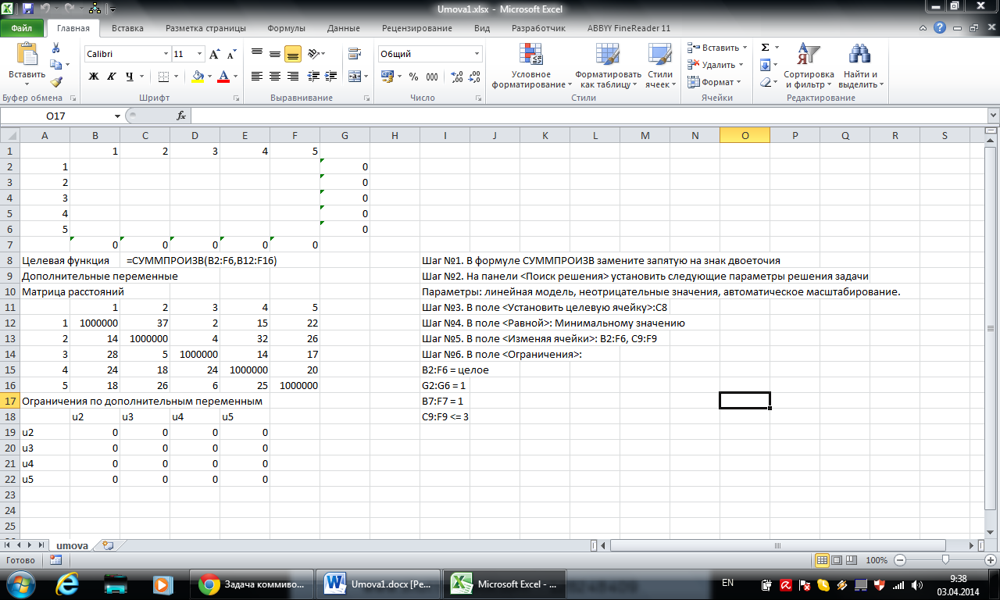 Umova1.xlsx - Microsoft Excel
Файл Главная Вставка Разметка страницы Формулы Данные Рецензирование Вид Разработчик ABBYY FineReader 11
Вставить
Буфер обмена
Calibri 11
Ж К Ч
Шрифт
Выравнивание
Общий
% 000
Число
Условное форматирование
Форматировать как таблицу
Стили ячеек
Стили
Вставить
Удалить
Формат
Ячейки
Сортировка и фильтр
Найти и выделить
Редактирование
O17 fx
A B C D E F G H I J K L M N O P Q R S
1 1 2 3 4 5
2 1 0
3 2 0
4 3 0
5 4 0
6 5 0
7 0 0 0 0 0
8 Целевая функция =СУММПРОИЗВ(B2:F6,B12:F16) Шаг №1. В формуле СУММПРОИЗВ замените запятую на знак двоеточия
9 Дополнительные переменные Шаг №2. На панели <Поиск решения> установить следующие параметры решения задачи
10 Матрица расстояний Параметры: линейная модель, неотрицательные значения, автоматическое масштабирование.
11 1 2 3 4 5 Шаг №3. В поле <Установить целевую ячейку>:C8
12 1 1000000 37 2 15 22 Шаг №4. В поле <Равной>: Минимальному значению
13 2 14 1000000 4 32 26 Шаг №5. В поле <Изменяя ячейки>: B2:F6, C9:F9
14 3 28 5 1000000 14 17 Шаг №6. В поле <Ограничения>:
15 4 24 18 24 1000000 20 B2:F6 = целое
16 5 18 26 6 25 1000000 G2:G6 = 1
17 Ограничения по дополнительным переменным B7:F7 = 1
18 u2 u3 u4 u5 C9:F9 <= 3
19 u2 0 0 0 0
20 u3 0 0 0 0
21 u4 0 0 0 0
22 u5 0 0 0 0
23
24
25
umova
Готово 100%
Задача коммиво... Umova1.docx [Ре... Microsoft Excel - ... EN 9:38
03.04.2014